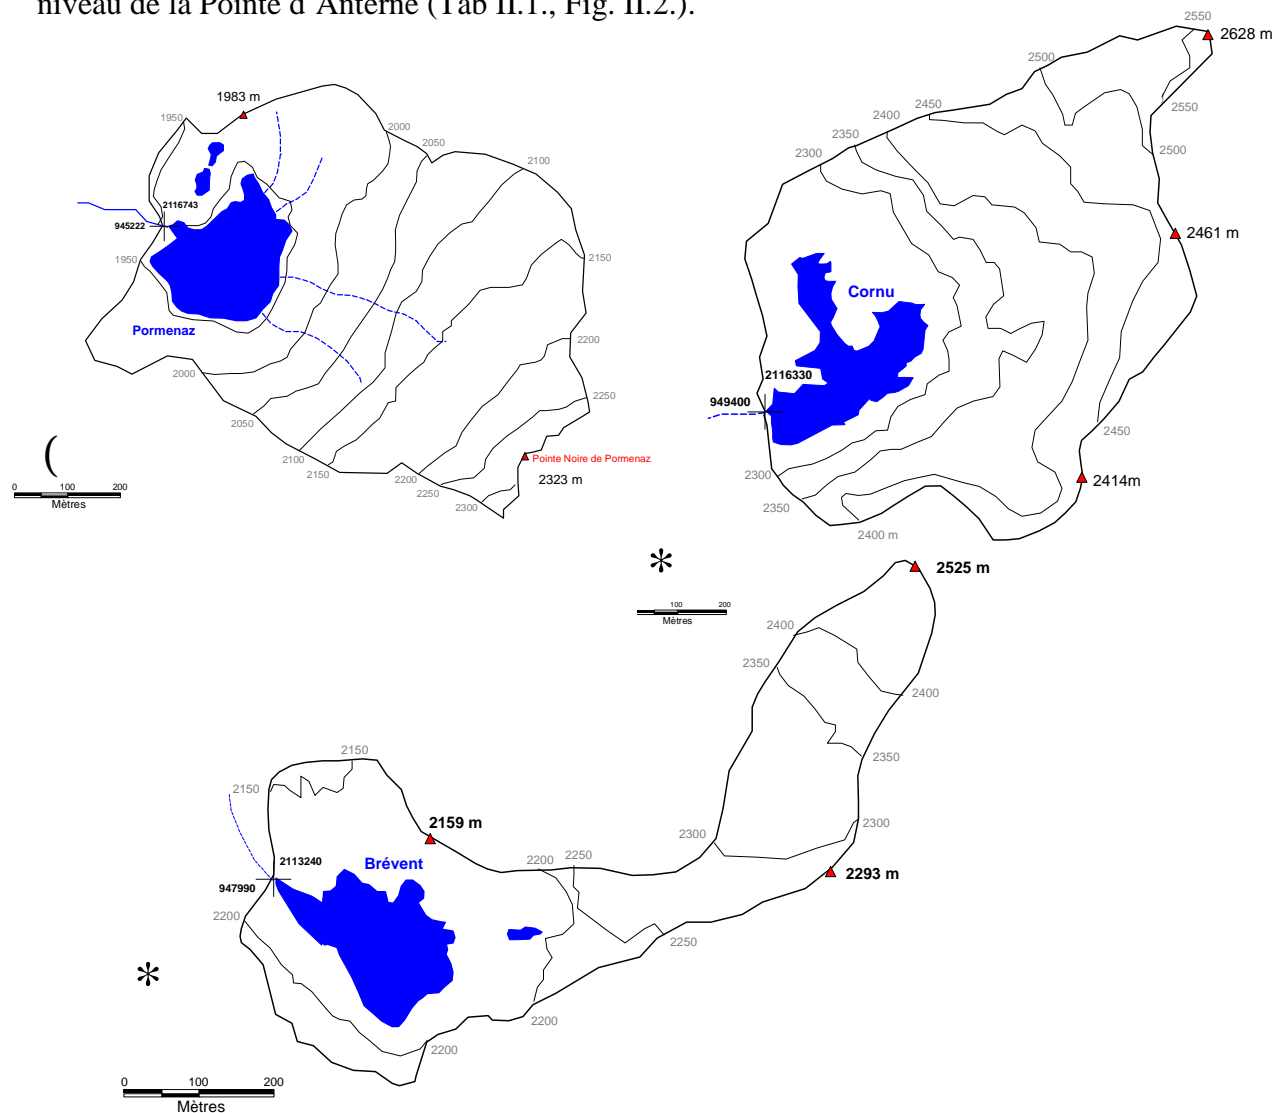 niveau de la Pointe d'Anterne (Tab II.1., Fig. II.2.).
1983 m
1950
2000
2050
2100
2116743
945222
1950
2150
Pormenaz
2200
2000
2250
2050
2100
2150
Pointe Noire de Pormenaz
2323 m
2200
2250
2300
(
0 100 200
Mètres
2550
2628 m
2500
2550
2450
2400
2350
2300
2500
2461 m
Cornu
2116330
949400
2450
2300
2350
2414m
2400 m
*
100 200
Mètres
2525 m
2400
2350
2400
2350
2150
2150
2159 m
2300
2300
2200
2250
2293 m
2113240
Brévent
947990
2200
2250
*
2200
2200
0 100 200
Mètres